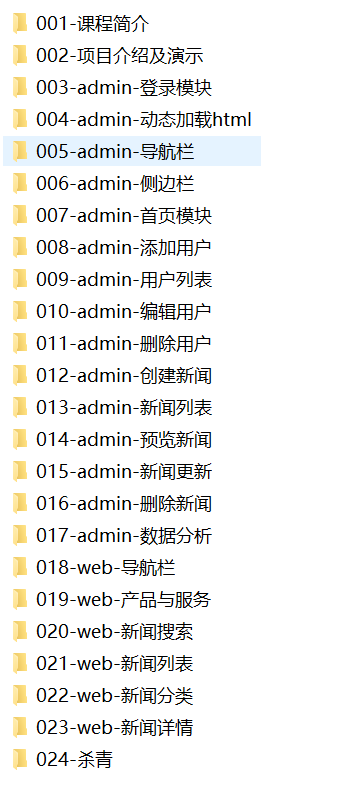 001-课程简介
002-项目介绍及演示
003-admin-登录模块
004-admin-动态加载html
005-admin-导航栏
006-admin-侧边栏
007-admin-首页模块
008-admin-添加用户
009-admin-用户列表
010-admin-编辑用户
011-admin-删除用户
012-admin-创建新闻
013-admin-新闻列表
014-admin-预览新闻
015-admin-新闻更新
016-admin-删除新闻
017-admin-数据分析
018-web-导航栏
019-web-产品与服务
020-web-新闻搜索
021-web-新闻列表
022-web-新闻分类
023-web-新闻详情
024-杀青